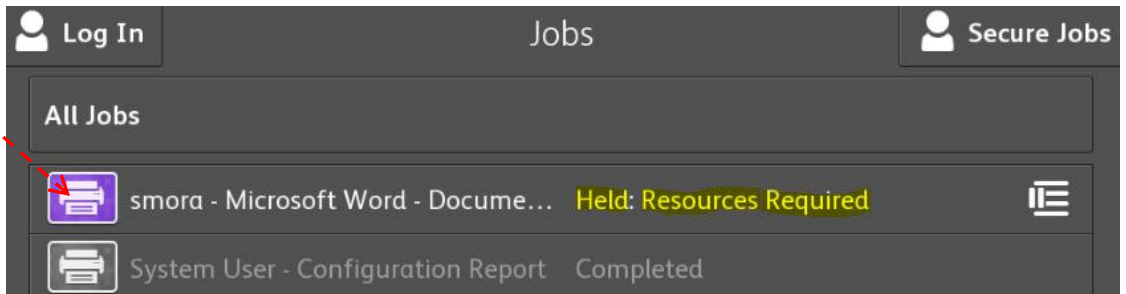 Log In Jobs Secure Jobs
All Jobs
smora - Microsoft Word - Docume... Held: Resources Required
System User - Configuration Report Completed